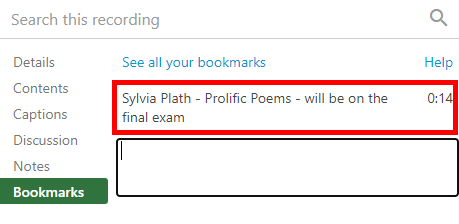 Search this recording
Details
Contents
Captions
Discussion
Notes
Bookmarks
See all your bookmarks Help
Sylvia Plath - Prolific Poems - will be on the 0:14
final exam